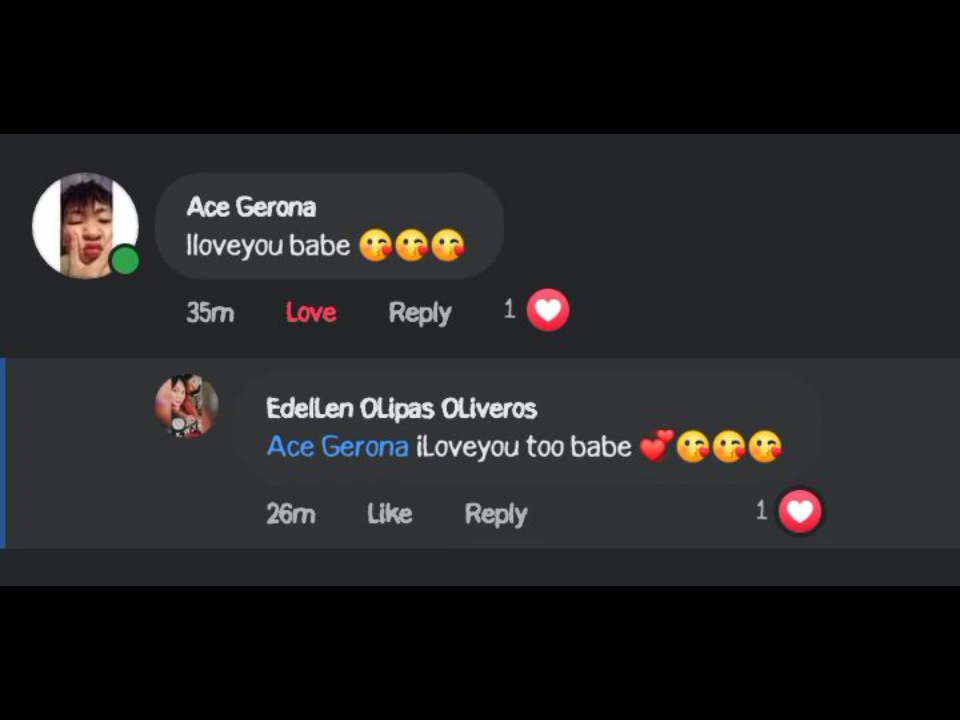 Ace Gerona
Iloveyou babe 😘😘😘
35m Love Reply 1
EdelLen OLipas OLiveros
Ace Gerona iLoveyou too babe 💕😘😘😘
26m Like Reply 1